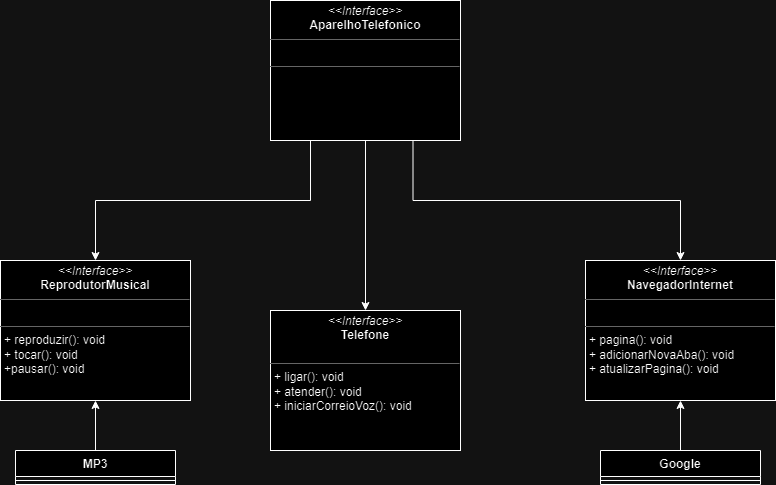 <<Interface>>
AparelhoTelefonico
<<Interface>>
ReprodutorMusical
+ reproduzir(): void
+ tocar(): void
+pausar(): void
<<Interface>>
Telefone
+ ligar(): void
+ atender(): void
+ iniciarCorreioVoz(): void
<<Interface>>
NavegadorInternet
+ pagina(): void
+ adicionarNovaAba(): void
+ atualizarPagina(): void
MP3
Google